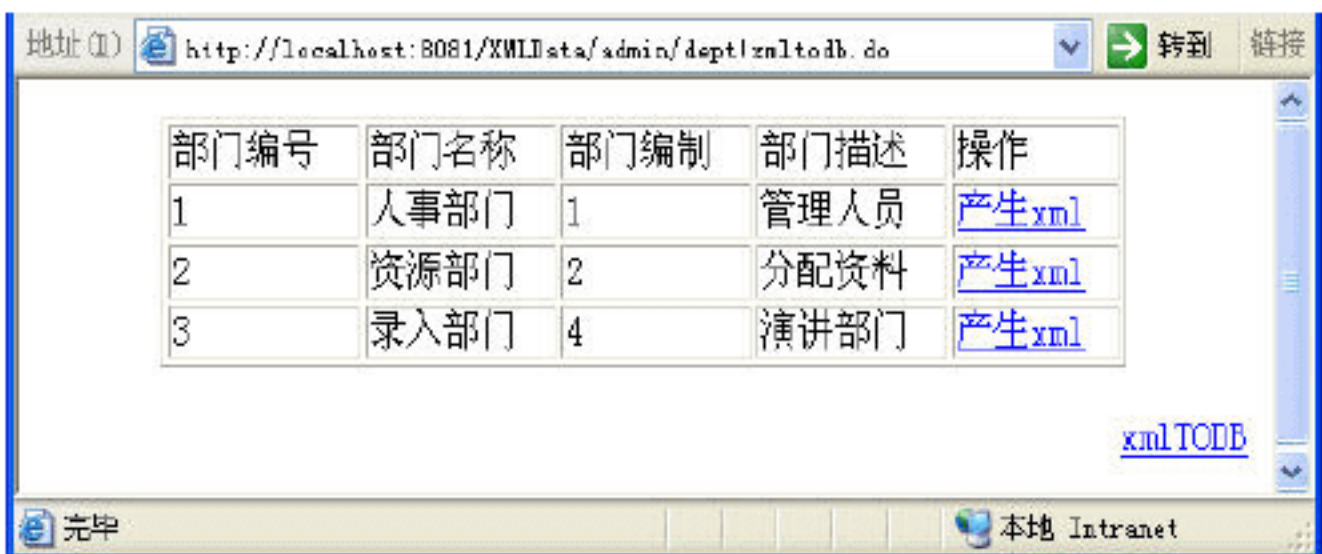 地址(D) http://localhost:8081/XMLData/admin/dept!xmltodb.do 转到 链接
部门编号 部门名称 部门编制 部门描述 操作
1 人事部门 1 管理人员 产生xml
2 资源部门 2 分配资料 产生xml
3 录入部门 4 演讲部门 产生xml
xmlTODB
完毕 本地 Intranet